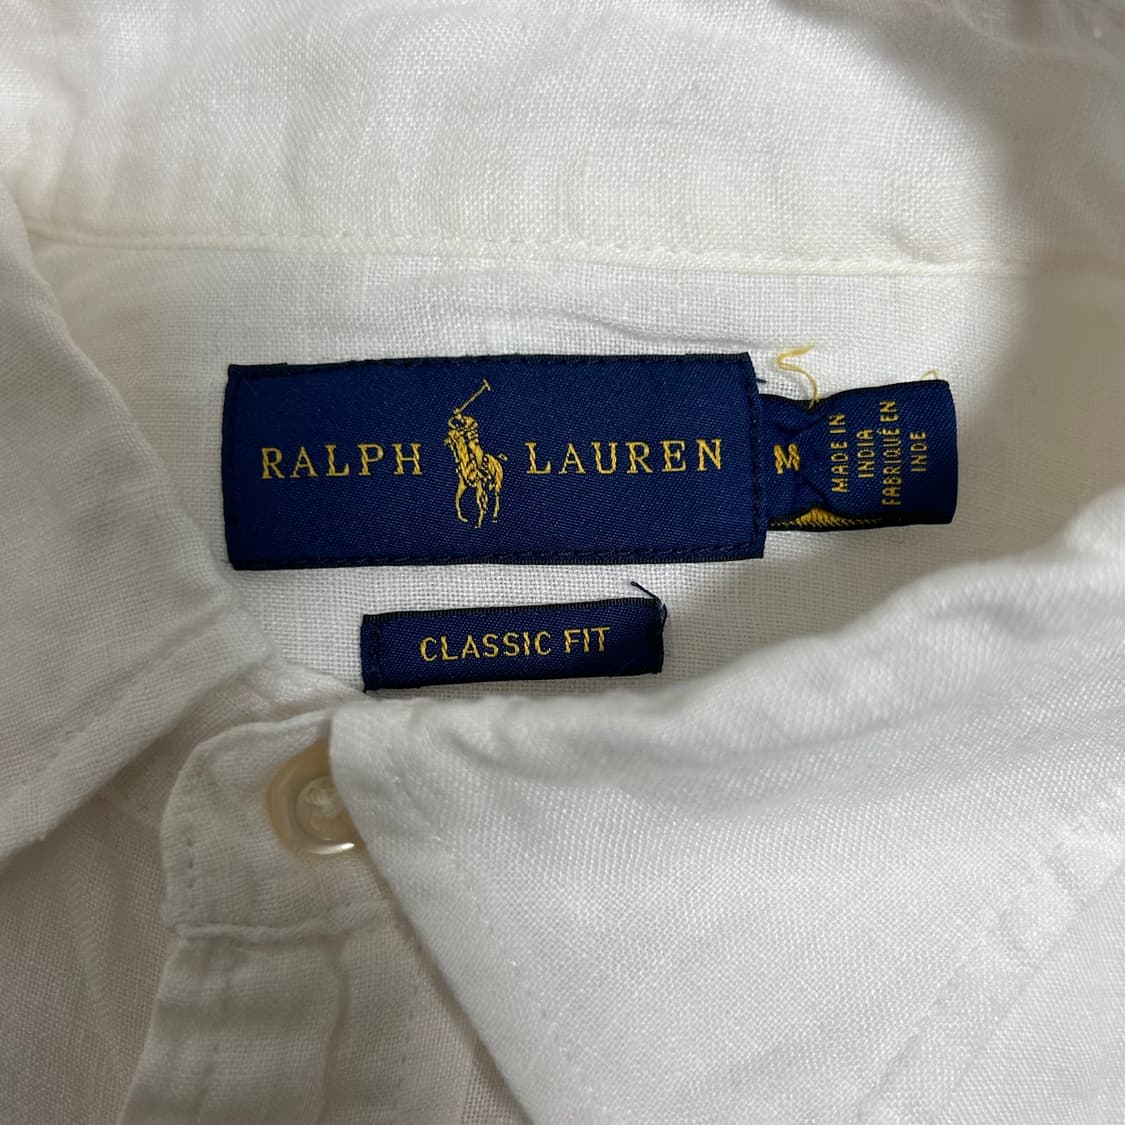 RALPH LAUREN
M
MADE IN
INDIA
FABRIQUÉ EN
INDE
CLASSIC FIT